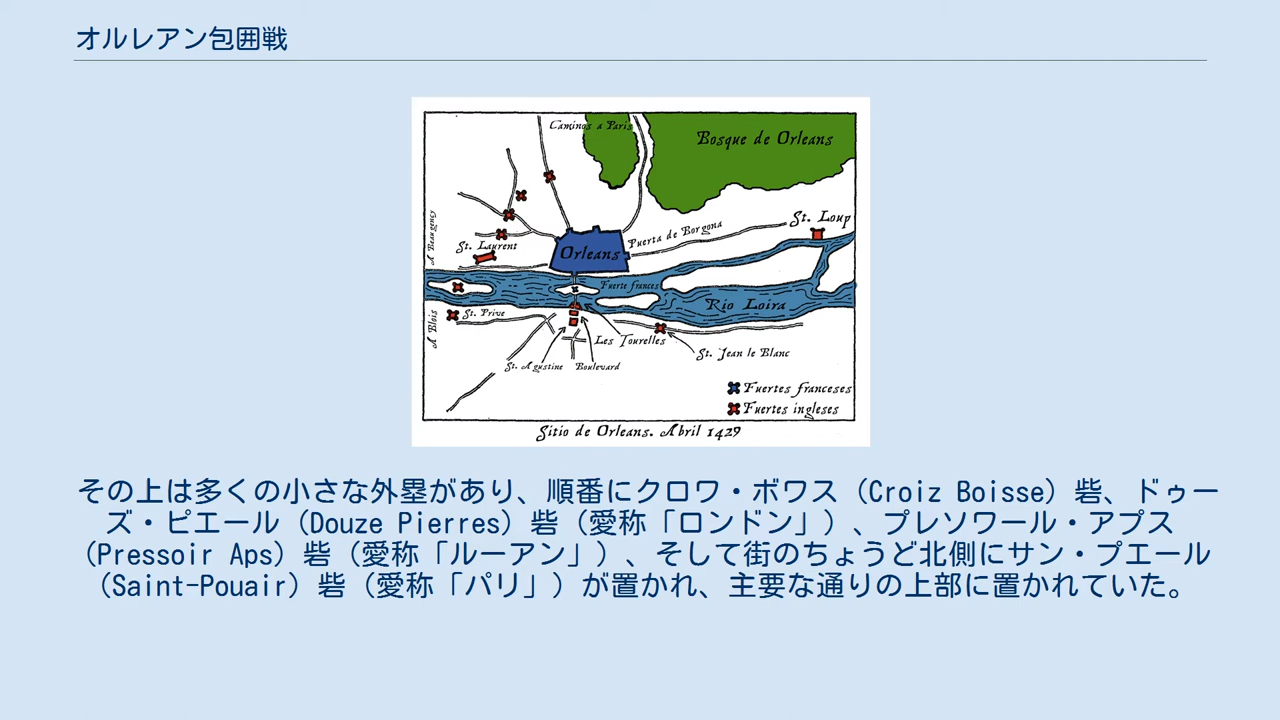 オルレアン包囲戦
Caminos a Paris
Bosque de Orleans
A Beaugency
St. Loup
Puerta de Borgona
St. Laurent
Orleans
Fuerte frances
Rio Loira
A Blois
St. Prive
Les Tourelles
St. Jean le Blanc
St. Agustine
Boulevard
Fuertes franceses
Fuertes ingleses
Sitio de Orleans. Abril 1429
その上は多くの小さな外塁があり、順番にクロワ・ボワス（Croiz Boisse）砦、ドゥー
ズ・ピエール（Douze Pierres）砦（愛称「ロンドン」）、プレソワール・アプス
（Pressoir Aps）砦（愛称「ルーアン」）、そして街のちょうど北側にサン・プエール
（Saint-Pouair）砦（愛称「パリ」）が置かれ、主要な通りの上部に置かれていた。